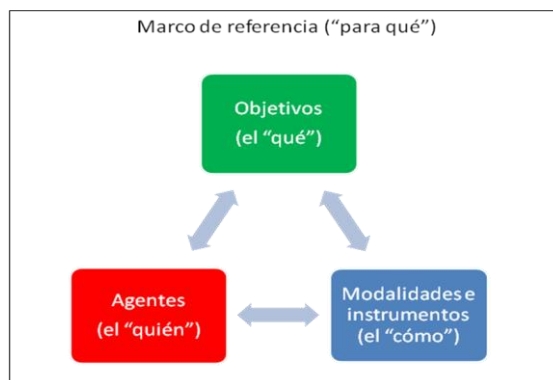 Marco de referencia (“para qué”)
Objetivos
(el “qué”)
Agentes
(el “quién”)
Modalidades e
instrumentos
(el “cómo”)